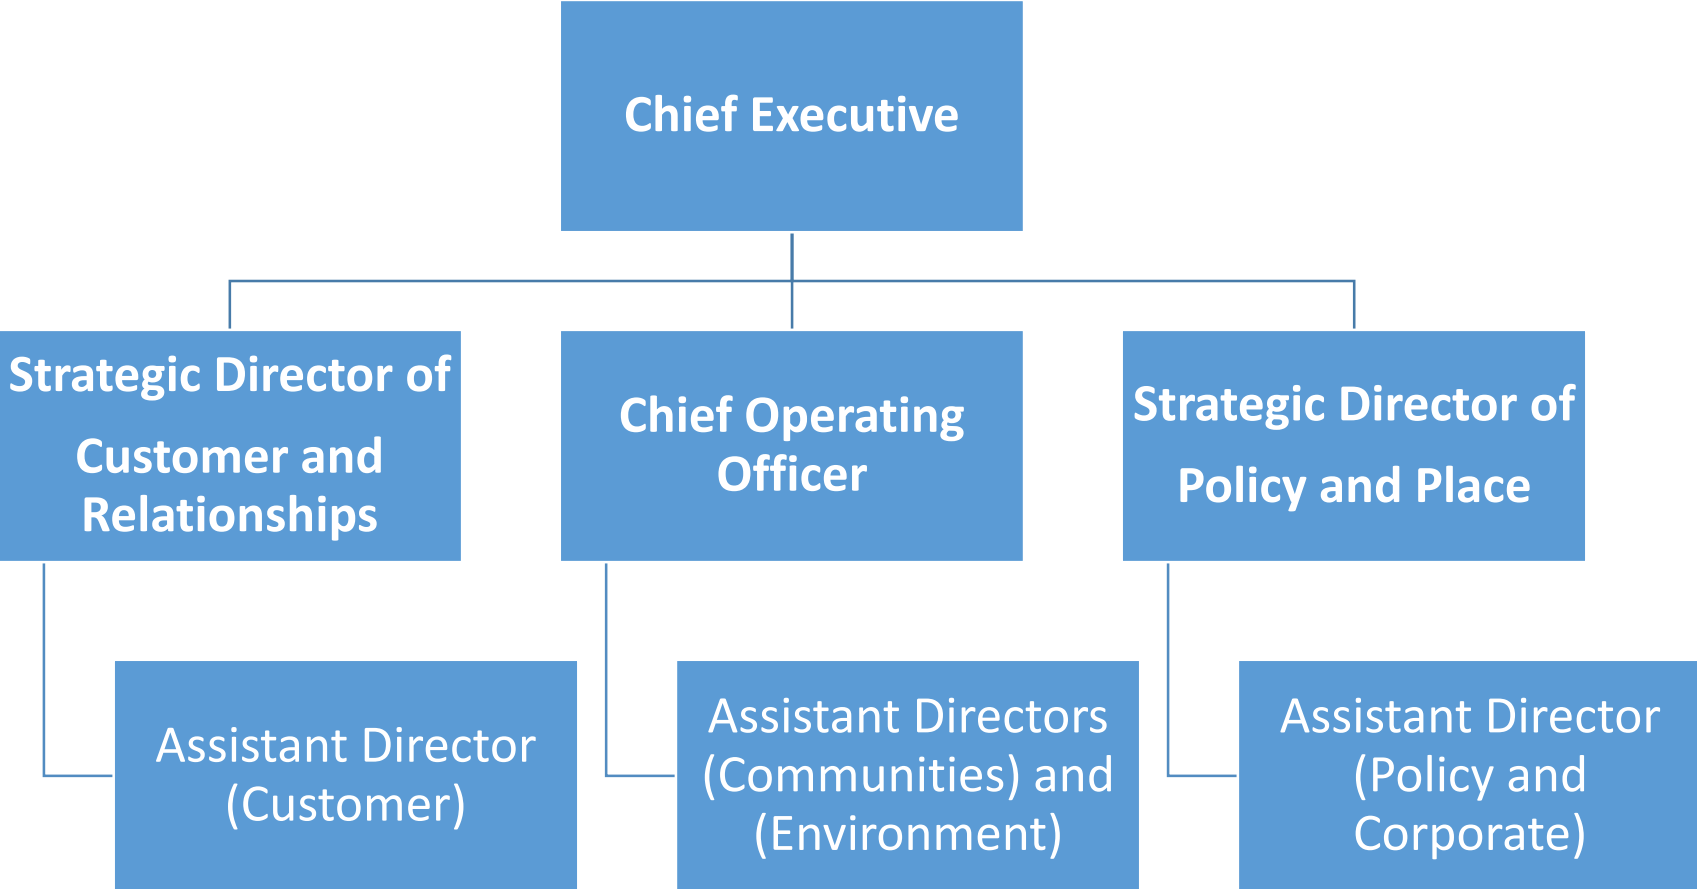 Chief Executive
Strategic Director of
Customer and
Relationships
Chief Operating
Officer
Strategic Director of
Policy and Place
Assistant Director
(Customer)
Assistant Directors
(Communities) and
(Environment)
Assistant Director
(Policy and
Corporate)